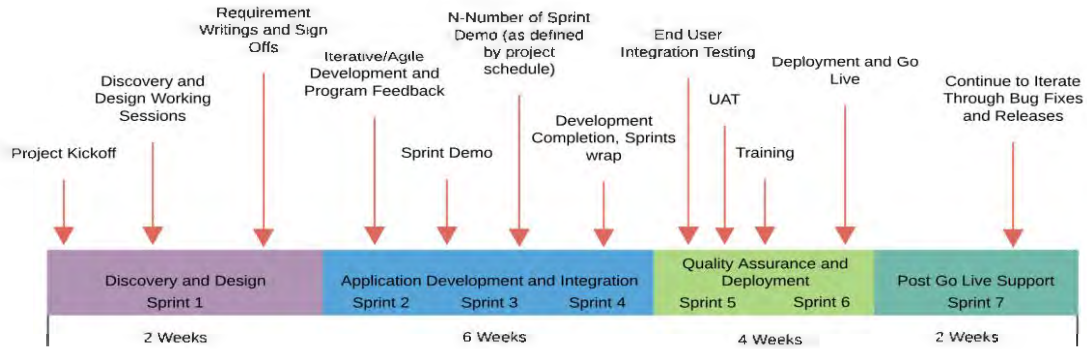 Requirement
Writings and Sign
Offs
N-Number of Sprint
Demo (as defined
by project
schedule)
Iterative/Agile
Development and
Program Feedback
End User
Integration Testing
Deployment and Go
Live
Discovery and
Design Working
Sessions
Continue to Iterate
Through Bug Fixes
and Releases
UAT
Development
Completion, Sprints
wrap
Project Kickoff
Sprint Demo
Training
Discovery and Design
Sprint 1
Application Development and Integration
Sprint 2 Sprint 3 Sprint 4
Quality Assurance and
Deployment
Sprint 5 Sprint 6
Post Go Live Support
Sprint 7
2 Weeks
6 Weeks
4 Weeks
2 Weeks